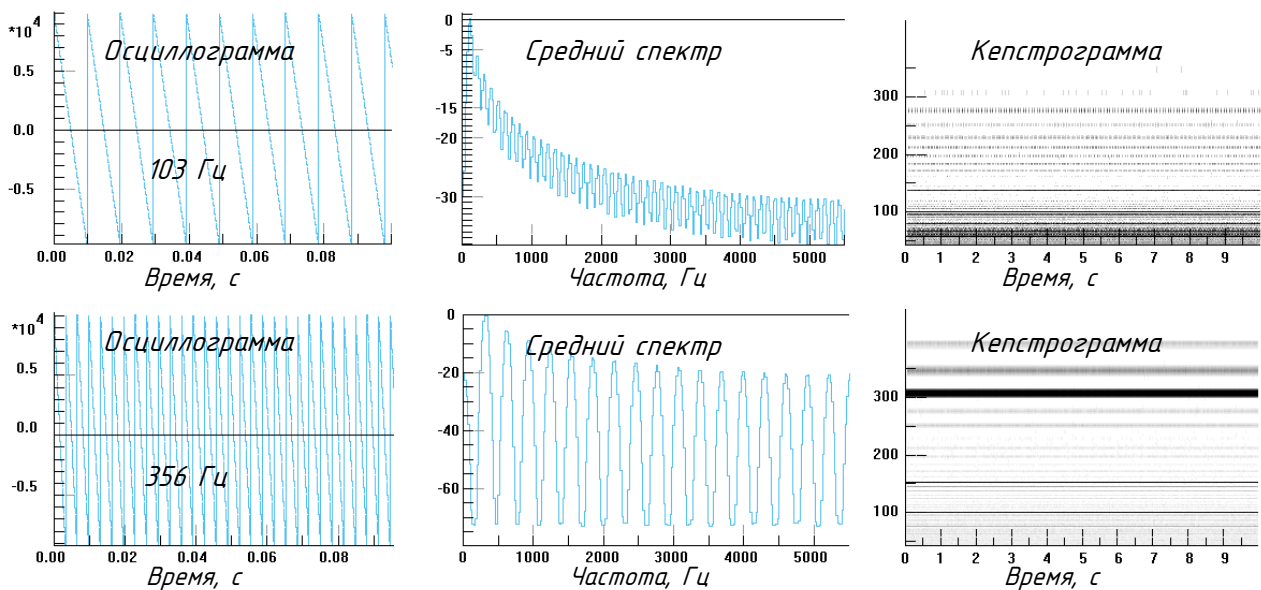 Осциллограмма
Средний спектр
Кепстрограмма
*10⁴
0.5
0.0
-0.5
103 Гц
0.00 0.02 0.04 0.06 0.08
Время, с
0
-5
-15
-20
-30
0 1000 2000 3000 4000 5000
Частота, Гц
300
200
100
0 1 2 3 4 5 6 7 8 9
Время, с
Осциллограмма
Средний спектр
Кепстрограмма
*10⁴
0.5
0.0
-0.5
356 Гц
0.00 0.02 0.04 0.06 0.08
Время, с
0
-20
-40
-60
0 1000 2000 3000 4000 5000
Частота, Гц
300
200
100
0 1 2 3 4 5 6 7 8 9
Время, с